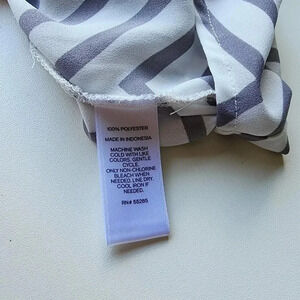 100% POLYESTER
MADE IN INDONESIA
MACHINE WASH
COLD WITH LIKE
COLORS. GENTLE
CYCLE.
ONLY NON-CHLORINE
BLEACH WHEN
NEEDED. LINE DRY.
COOL IRON IF
NEEDED.
RN# 55285